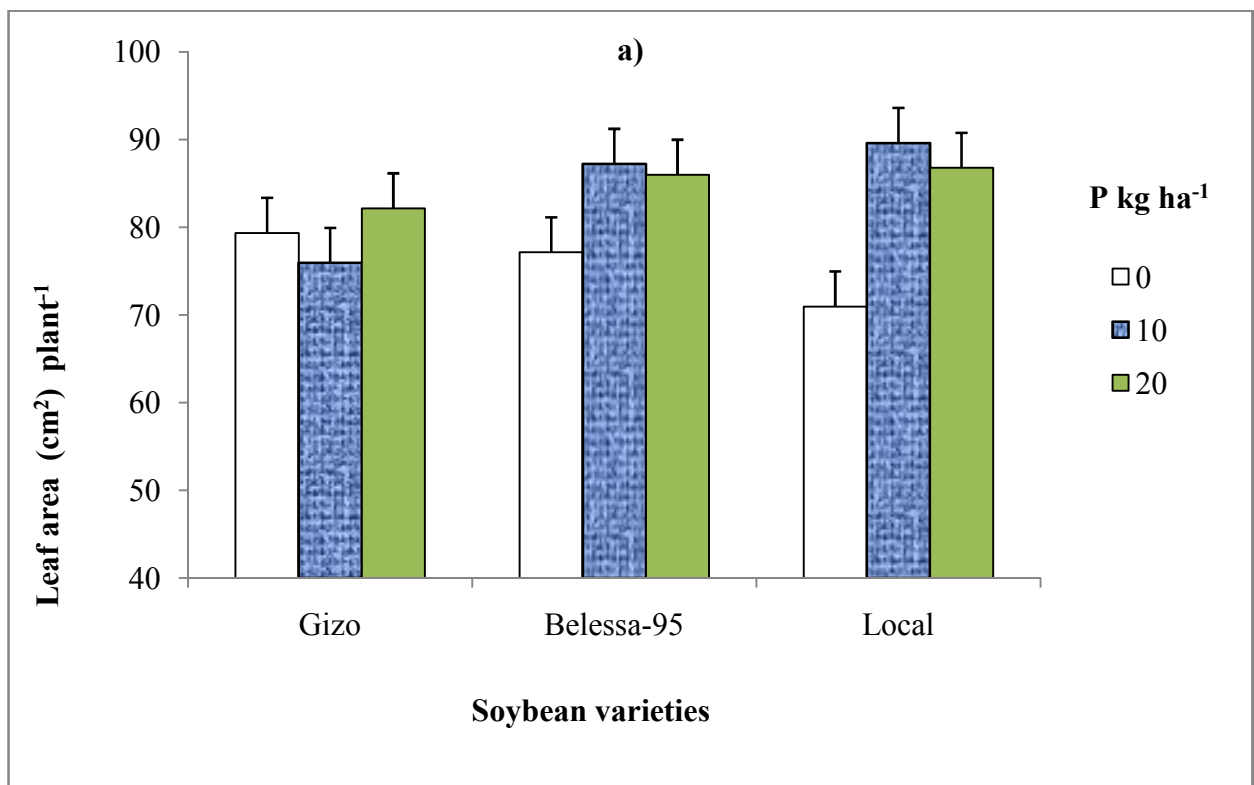 a)
100
90
80
70
60
50
40
Leaf area (cm²) plant⁻¹
Gizo
Belessa-95
Local
Soybean varieties
P kg ha⁻¹
0
10
20